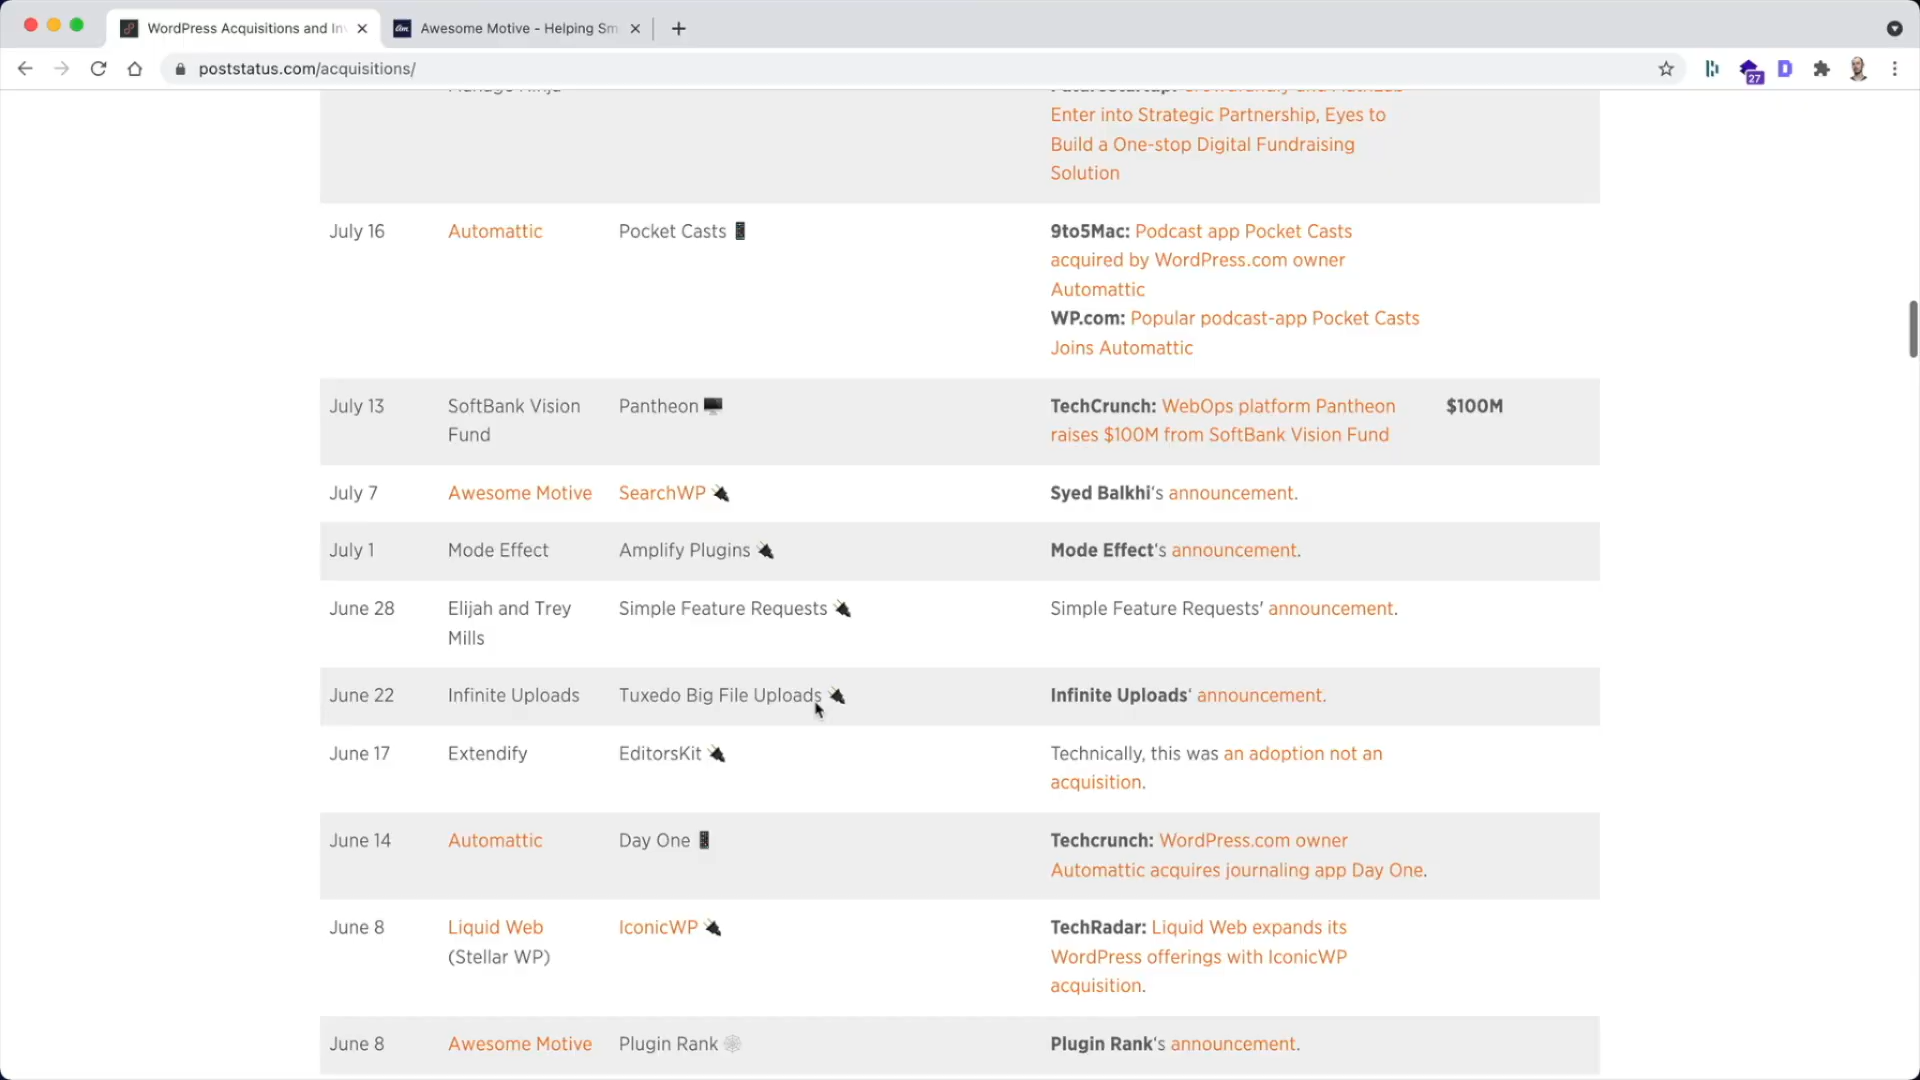 WordPress Acquisitions and In
Awesome Motive - Helping Sm
poststatus.com/acquisitions/
27
Enter into Strategic Partnership, Eyes to
Build a One-stop Digital Fundraising
Solution
July 16 Automattic Pocket Casts 9to5Mac: Podcast app Pocket Casts
acquired by WordPress.com owner
Automattic
WP.com: Popular podcast-app Pocket Casts
Joins Automattic
July 13 SoftBank Vision Pantheon TechCrunch: WebOps platform Pantheon $100M
Fund raises $100M from SoftBank Vision Fund
July 7 Awesome Motive SearchWP Syed Balkhi‘s announcement.
July 1 Mode Effect Amplify Plugins Mode Effect‘s announcement.
June 28 Elijah and Trey Simple Feature Requests Simple Feature Requests' announcement.
Mills
June 22 Infinite Uploads Tuxedo Big File Uploads Infinite Uploads‘ announcement.
June 17 Extendify EditorsKit Technically, this was an adoption not an
acquisition.
June 14 Automattic Day One Techcrunch: WordPress.com owner
Automattic acquires journaling app Day One.
June 8 Liquid Web IconicWP TechRadar: Liquid Web expands its
(Stellar WP) WordPress offerings with IconicWP
acquisition.
June 8 Awesome Motive Plugin Rank Plugin Rank‘s announcement.